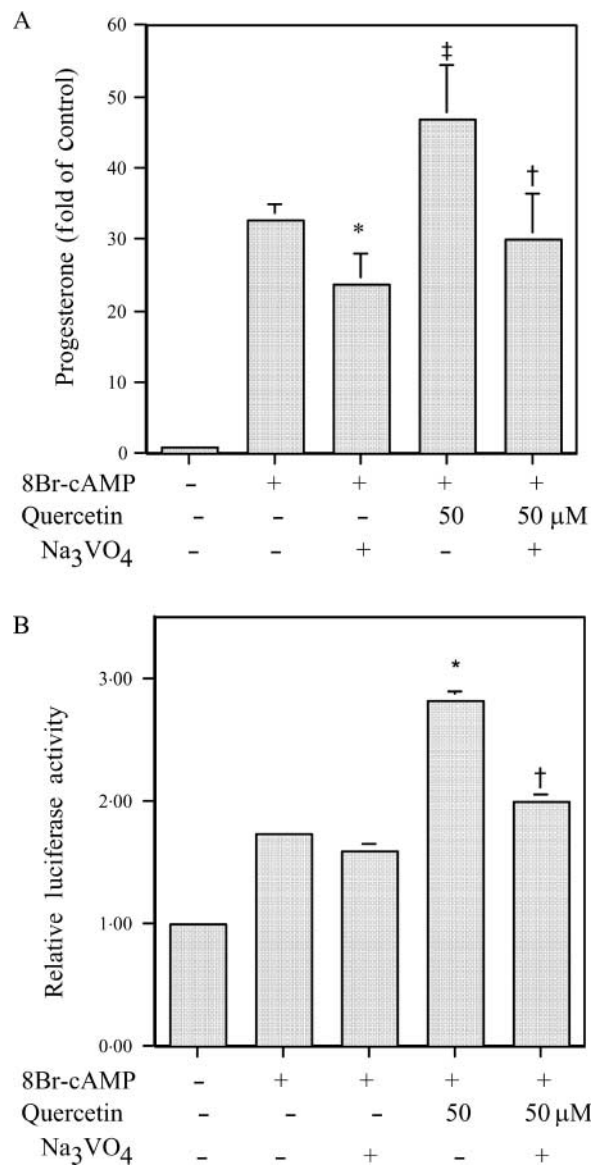 A
60
‡
50
†
40
*
30
20
10
0
Progesterone (fold of control)
8Br-cAMP – + + + +
Quercetin – – – 50 50 μM
Na3VO4 – – + – +
B
*
3·00
†
2·00
1·00
0·00
Relative luciferase activity
8Br-cAMP – + + + +
Quercetin – – – 50 50 μM
Na3VO4 – – + – +